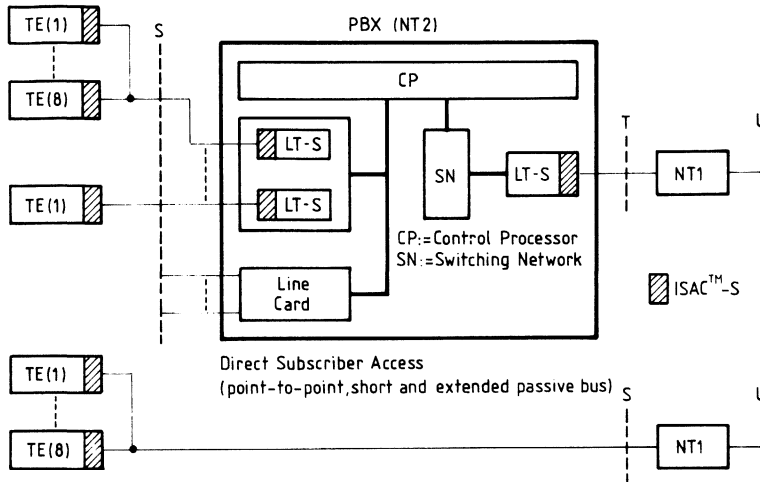 TE(1)
S
PBX (NT2)
CP
TE(8)
LT-S
T
U
SN
LT-S
NT1
TE(1)
LT-S
CP:=Control Processor
SN:=Switching Network
Line
Card
ISAC™-S
Direct Subscriber Access
(point-to-point, short and extended passive bus)
TE(1)
S
U
TE(8)
NT1